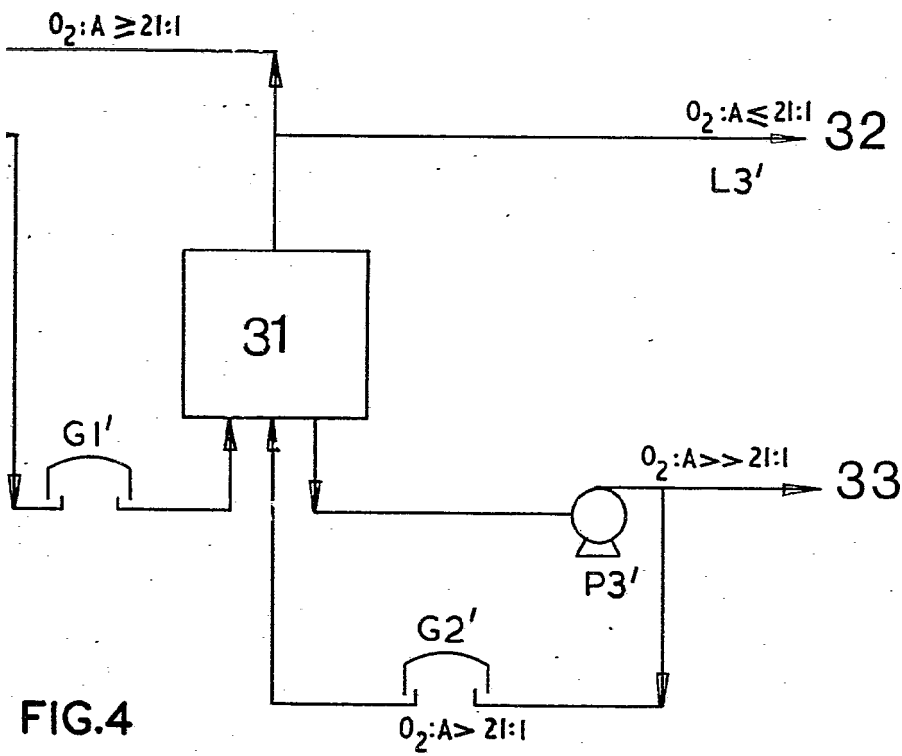 O₂:A ≥ 21:1
O₂:A ⩽ 21:1
32
L3'
31
G1'
O₂:A>> 21:1
33
P3'
G2'
O₂:A> 21:1
FIG.4